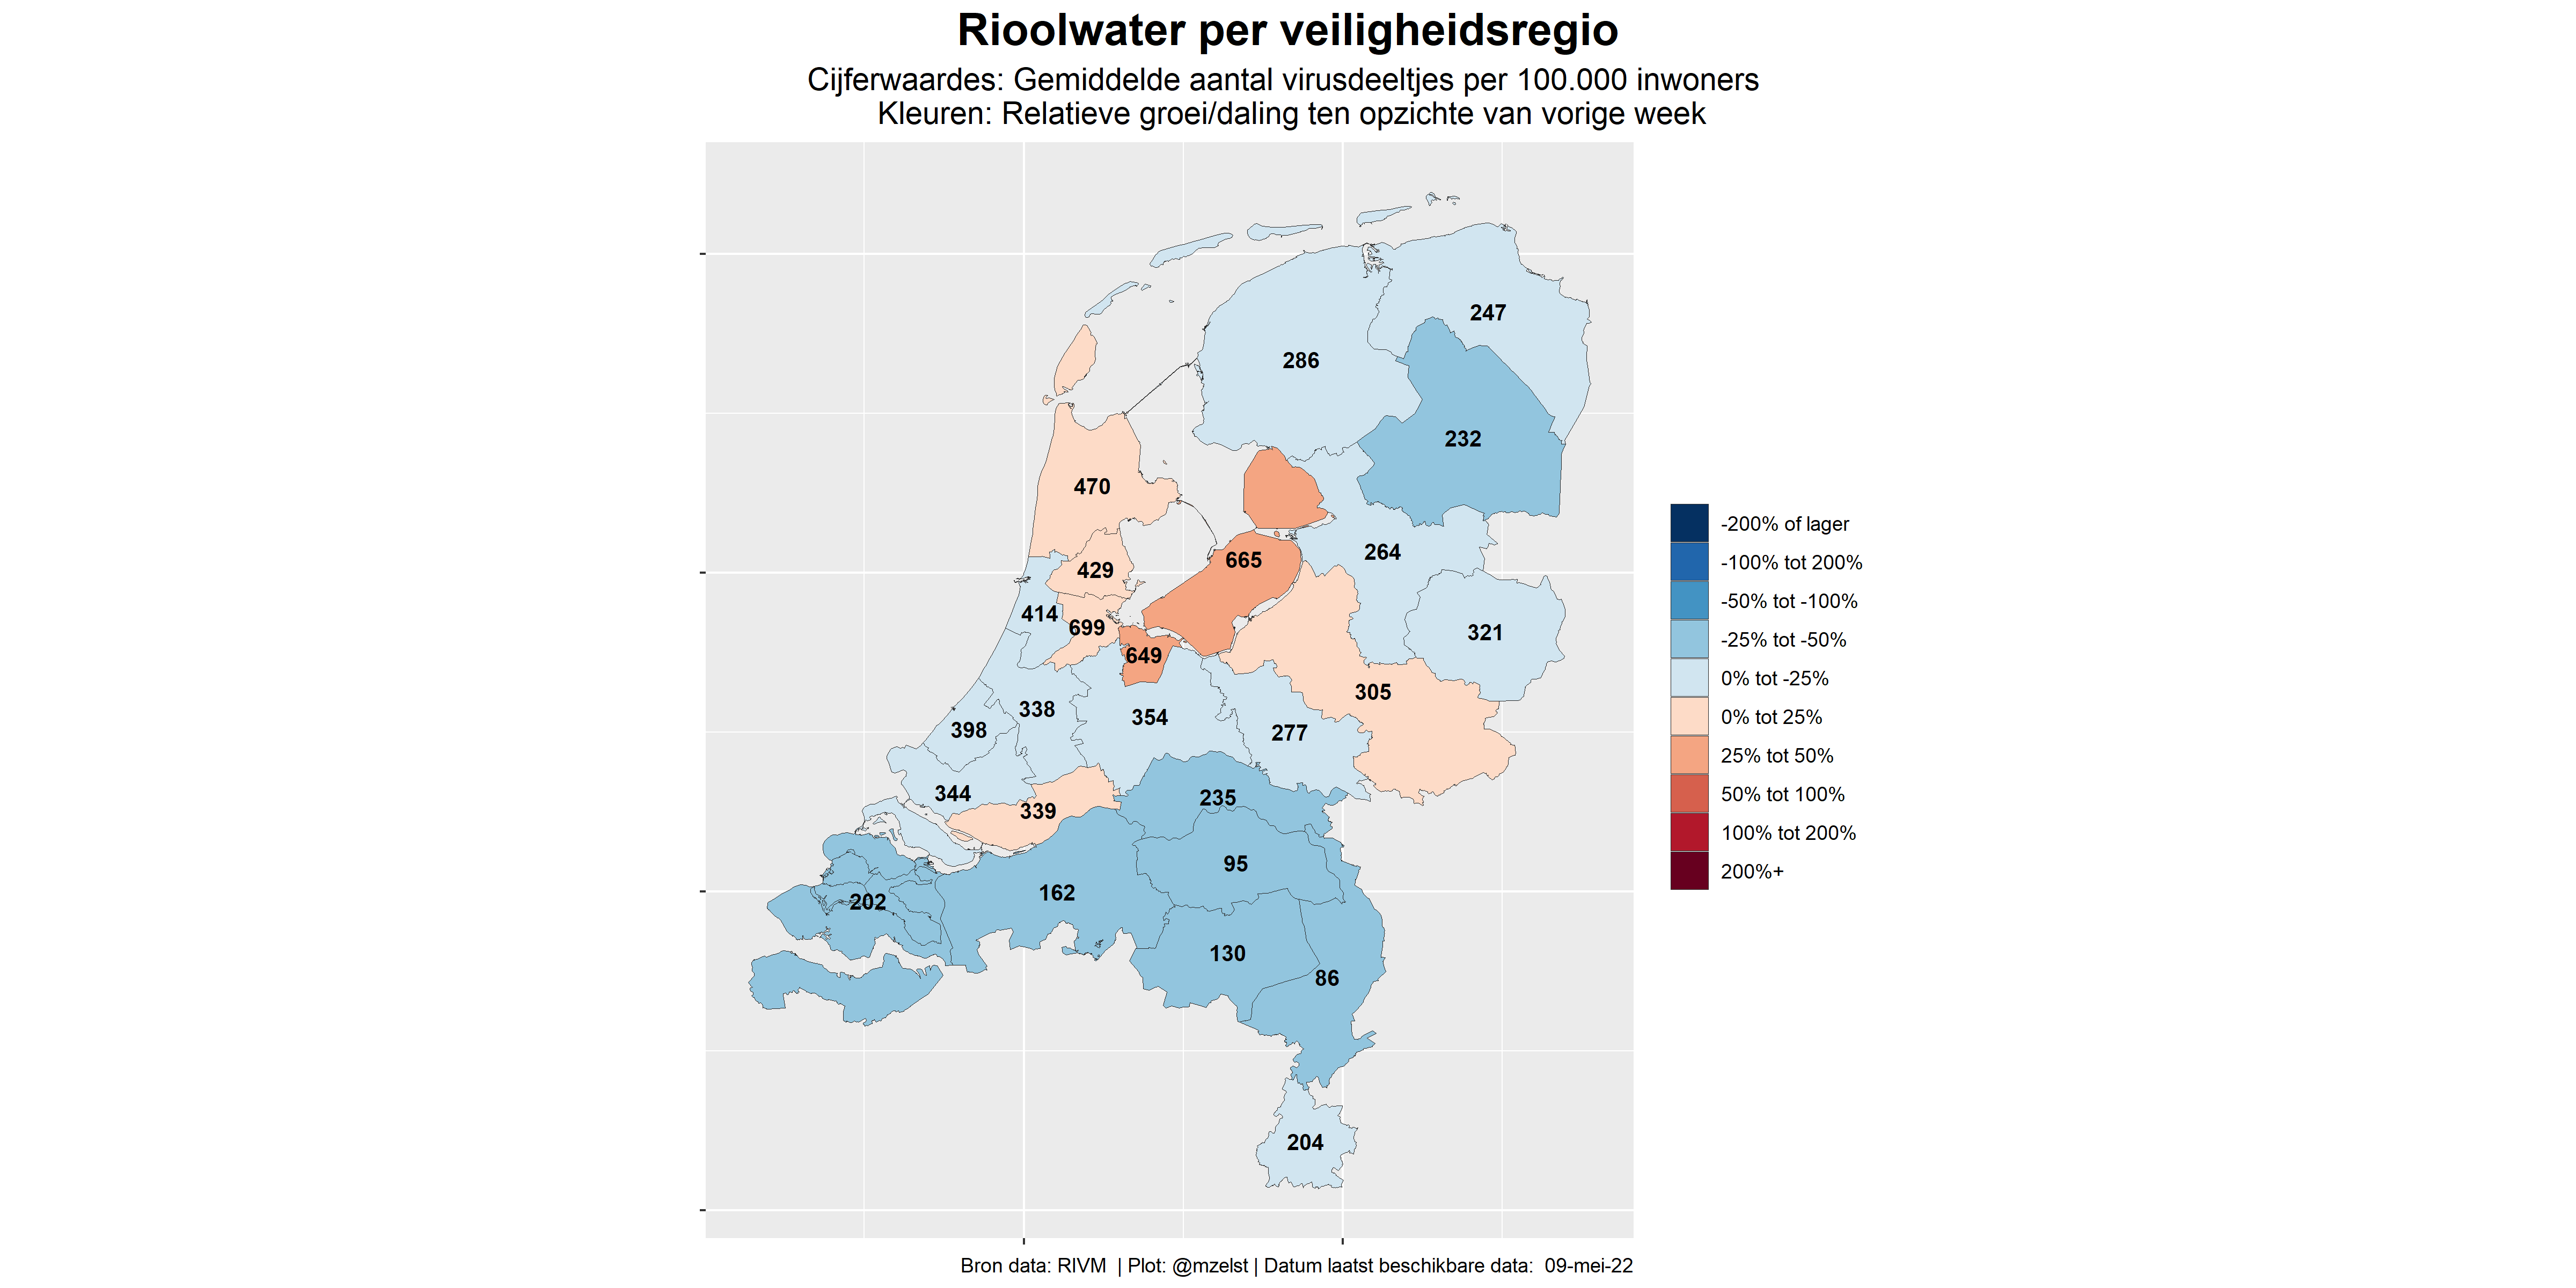 Rioolwater per veiligheidsregio
Cijferwaardes: Gemiddelde aantal virusdeeltjes per 100.000 inwoners
Kleuren: Relatieve groei/daling ten opzichte van vorige week
247
286
232
470
264
665
429
414
699
321
649
305
338
354
398
277
344
235
339
95
162
202
130
86
204
-200% of lager
-100% tot 200%
-50% tot -100%
-25% tot -50%
0% tot -25%
0% tot 25%
25% tot 50%
50% tot 100%
100% tot 200%
200%+
Bron data: RIVM | Plot: @mzelst | Datum laatst beschikbare data: 09-mei-22